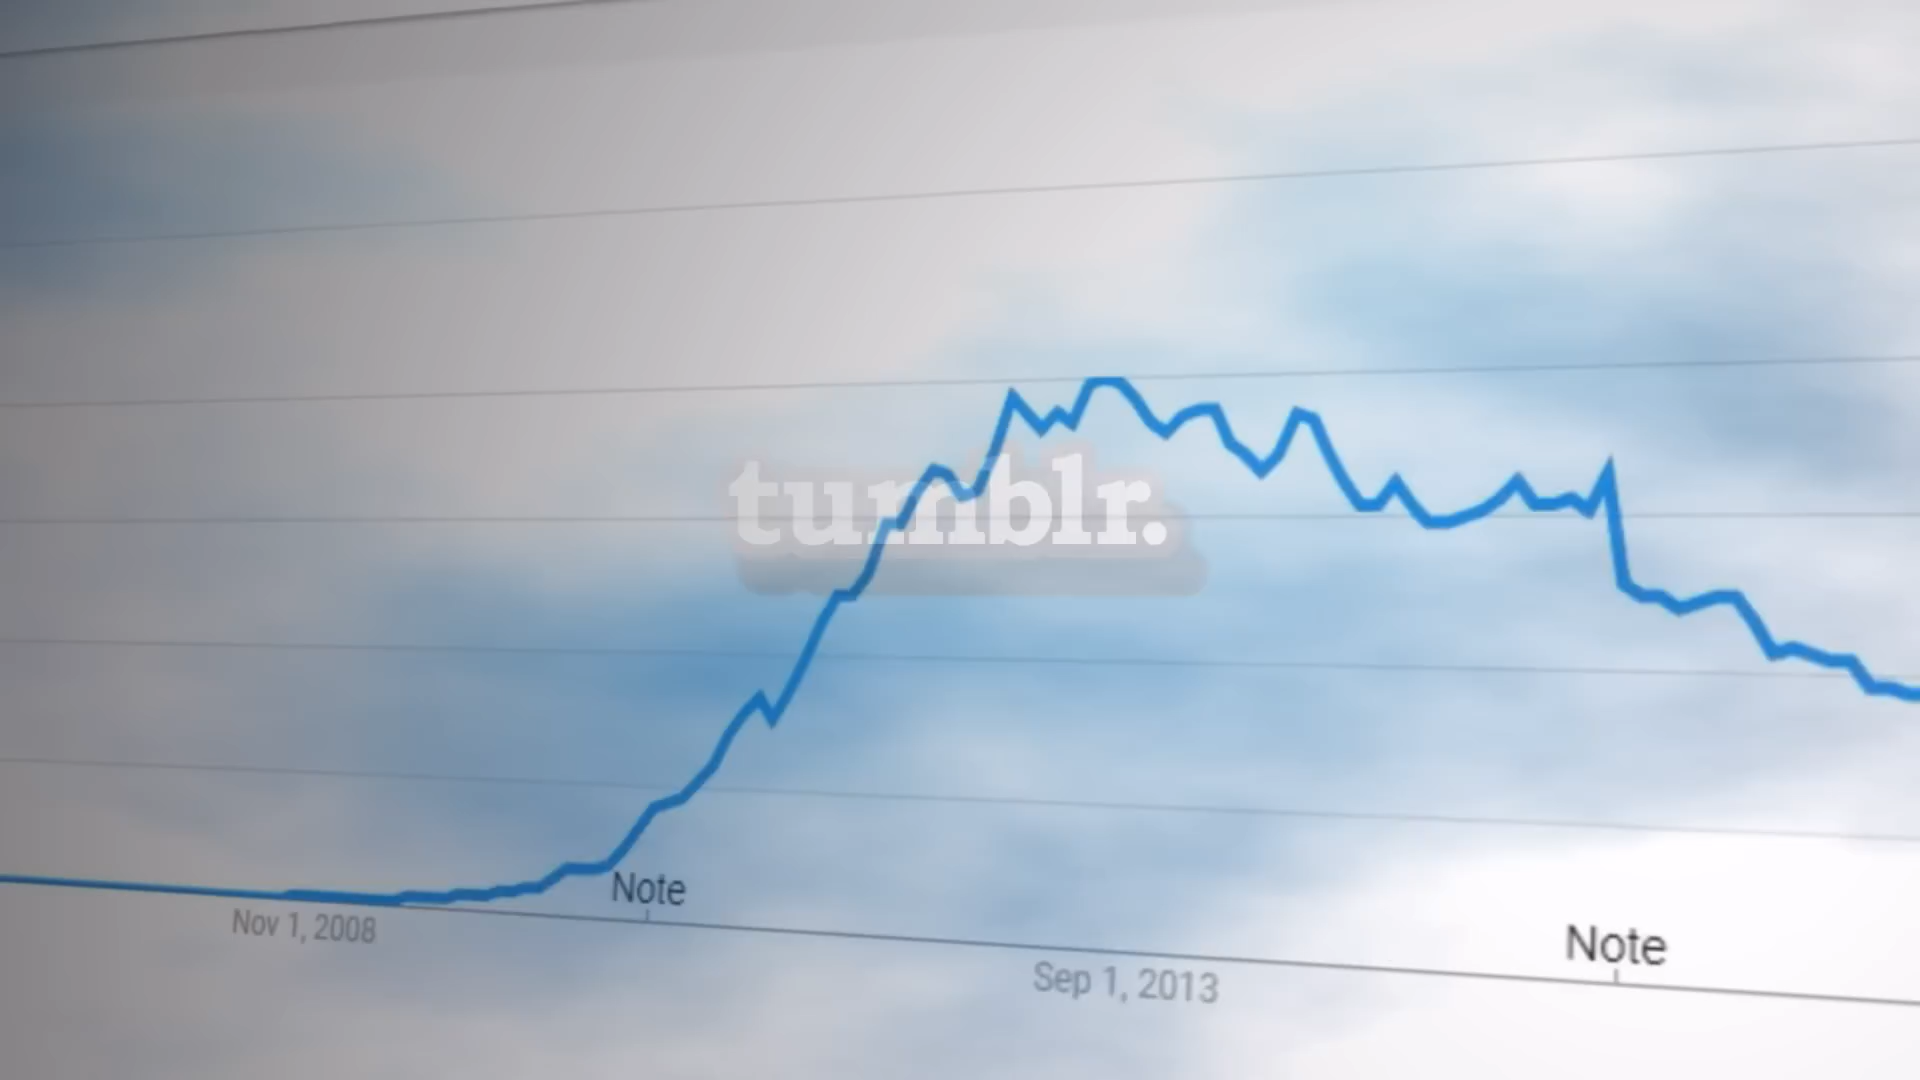 tumblr.
Note
Nov 1, 2008
Note
Sep 1, 2013